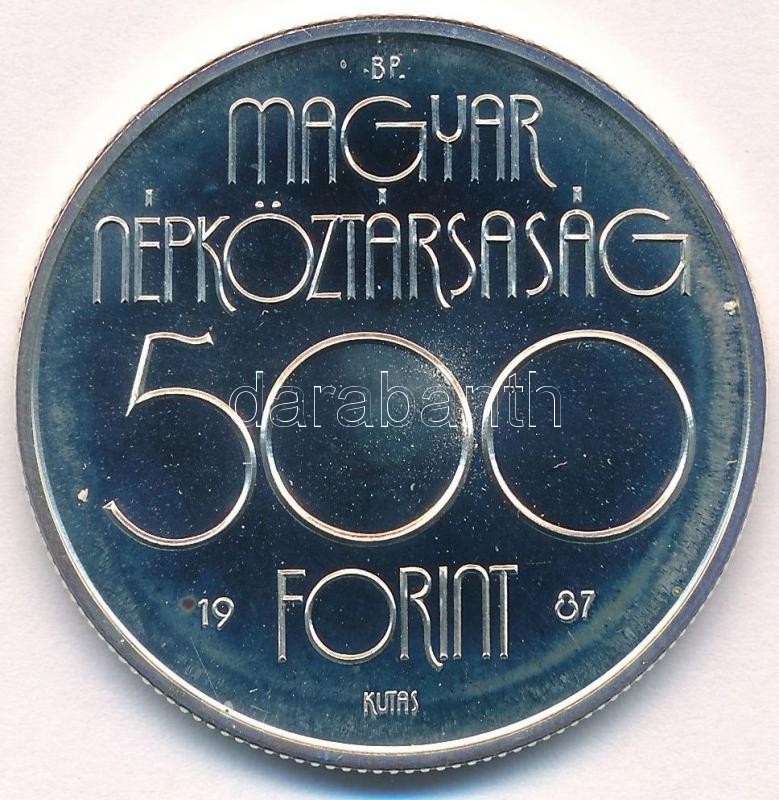 BP.
MAGYAR
NÉPKÖZTÁRSASÁG
500
darabanth
19 FORINT 87
KUTAS